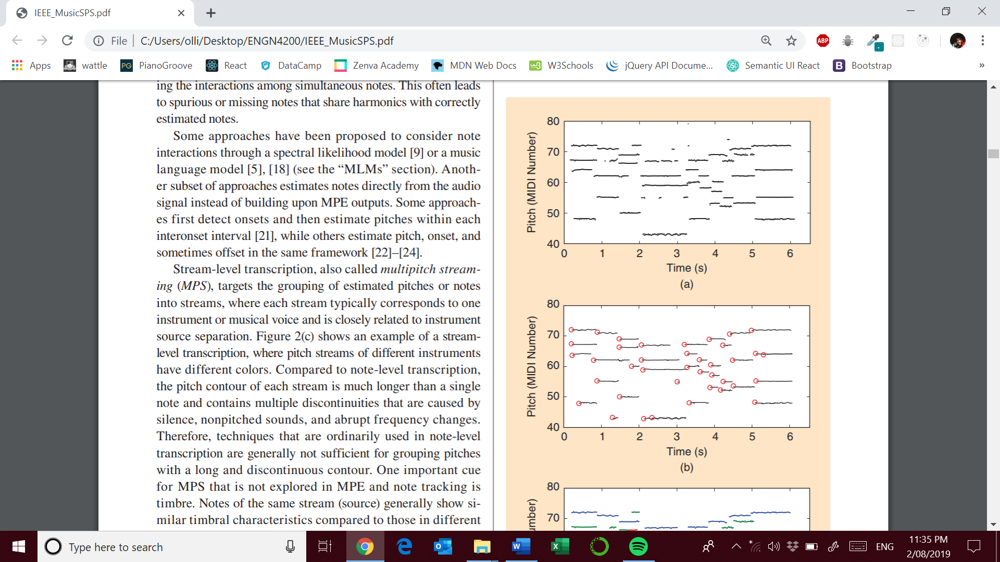 IEEE_MusicSPS.pdf
File
C:/Users/olli/Desktop/ENGN4200/IEEE_MusicSPS.pdf
ABP
Apps
wattle
PG PianoGroove
React
DataCamp
Zenva Academy
MDN Web Docs
W3Schools
jQuery API Docume...
Semantic UI React
B Bootstrap
»
ing the interactions among simultaneous notes. This often leads
to spurious or missing notes that share harmonics with correctly
estimated notes.
Some approaches have been proposed to consider note
interactions through a spectral likelihood model [9] or a music
language model [5], [18] (see the “MLMs” section). Anoth-
er subset of approaches estimates notes directly from the audio
signal instead of building upon MPE outputs. Some approach-
es first detect onsets and then estimate pitches within each
interonset interval [21], while others estimate pitch, onset, and
sometimes offset in the same framework [22]–[24].
Stream-level transcription, also called multipitch stream-
ing (MPS), targets the grouping of estimated pitches or notes
into streams, where each stream typically corresponds to one
instrument or musical voice and is closely related to instrument
source separation. Figure 2(c) shows an example of a stream-
level transcription, where pitch streams of different instruments
have different colors. Compared to note-level transcription,
the pitch contour of each stream is much longer than a single
note and contains multiple discontinuities that are caused by
silence, nonpitched sounds, and abrupt frequency changes.
Therefore, techniques that are ordinarily used in note-level
transcription are generally not sufficient for grouping pitches
with a long and discontinuous contour. One important cue
for MPS that is not explored in MPE and note tracking is
timbre. Notes of the same stream (source) generally show si-
milar timbral characteristics compared to those in different
Pitch (MIDI Number)
80
70
60
50
40
0 1 2 3 4 5 6
Time (s)
(a)
Pitch (MIDI Number)
80
70
60
50
40
0 1 2 3 4 5 6
Time (s)
(b)
80
70
umber)
Type here to search
ENG
11:35 PM
2/08/2019